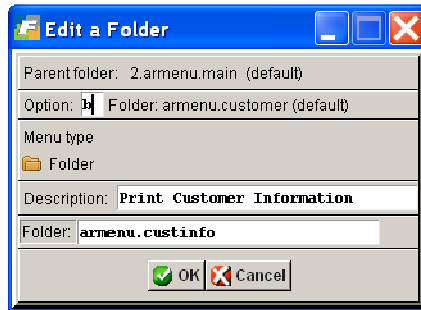 Edit a Folder
Parent folder: 2.armenu.main (default)
Option: b Folder: armenu.customer (default)
Menu type
Folder
Description: Print Customer Information
Folder: armenu.custinfo
OK Cancel